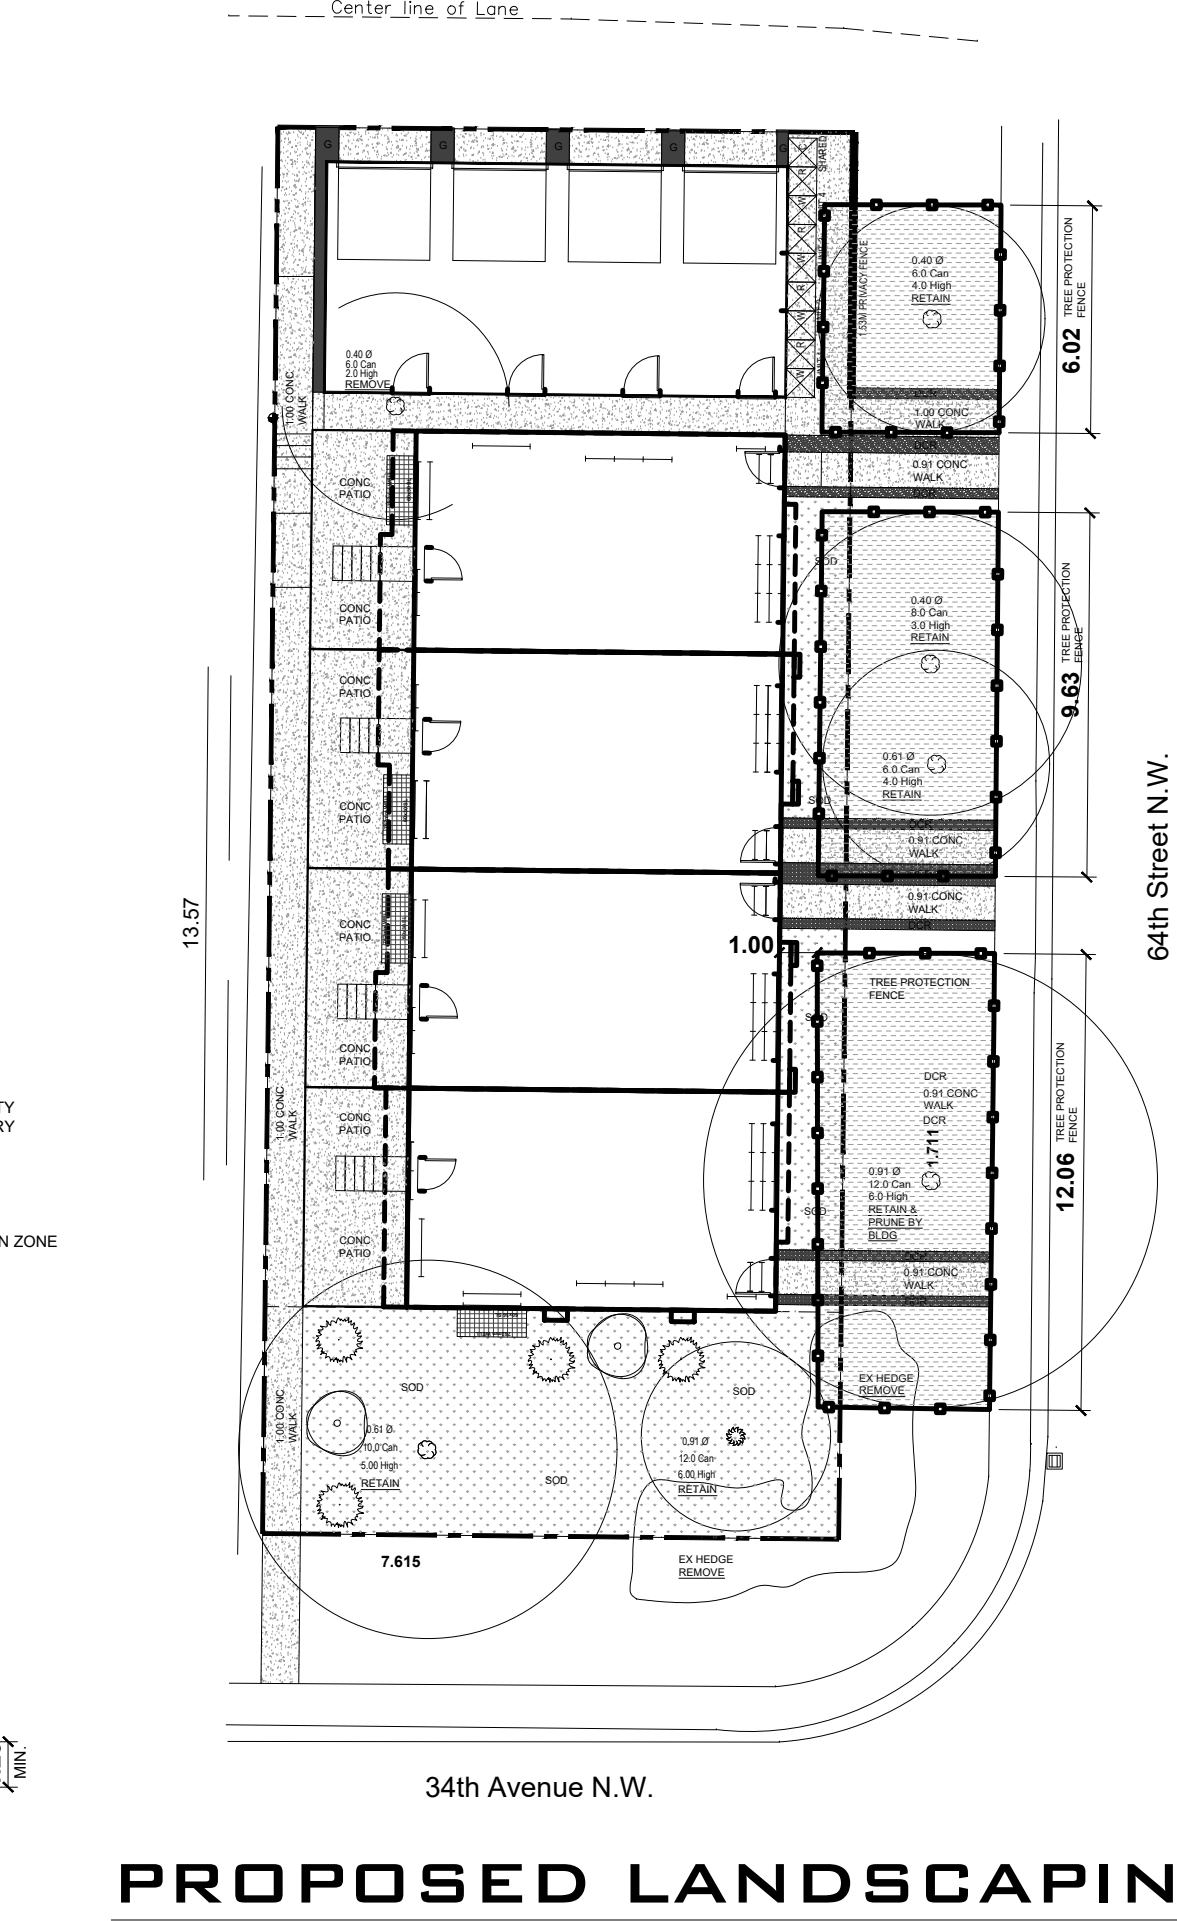 Center line of Lane
G
G
G
G
G
SHARED
C
R
W
R
W
R
W
R
W
4
1.53M PRIVACY FENCE
0.40 Ø
6.0 Can
4.0 High
RETAIN
TREE PROTECTION
FENCE
6.02
0.40 Ø
6.0 Can
2.0 High
REMOVE
1.00 CONC
WALK
DCR
1.00 CONC
WALK
DCR
0.91 CONC
WALK
DCR
CONC
PATIO
CONC
PATIO
CONC
PATIO
CONC
PATIO
CONC
PATIO
CONC
PATIO
CONC
PATIO
CONC
PATIO
SOD
0.40 Ø
8.0 Can
3.0 High
RETAIN
TREE PROTECTION
FENCE
9.63
0.61 Ø
6.0 Can
4.0 High
RETAIN
SOD
DCR
0.91 CONC
WALK
0.91 CONC
WALK
DCR
64th Street N.W.
13.57
1.00
TREE PROTECTION
FENCE
SOD
DCR
0.91 CONC
WALK
DCR
1.711
0.91 Ø
12.0 Can
6.0 High
RETAIN &
PRUNE BY
BLDG
TREE PROTECTION
FENCE
12.06
SOD
DCR
0.91 CONC
WALK
TY
RY
N ZONE
1.00 CONC
WALK
EX HEDGE
REMOVE
SOD
SOD
1.00 CONC
WALK
0.61 Ø
10.0 Can
5.00 High
RETAIN
0.91 Ø
12.0 Can
6.00 High
RETAIN
SOD
7.615
EX HEDGE
REMOVE
MIN.
34th Avenue N.W.
PROPOSED LANDSCAPIN